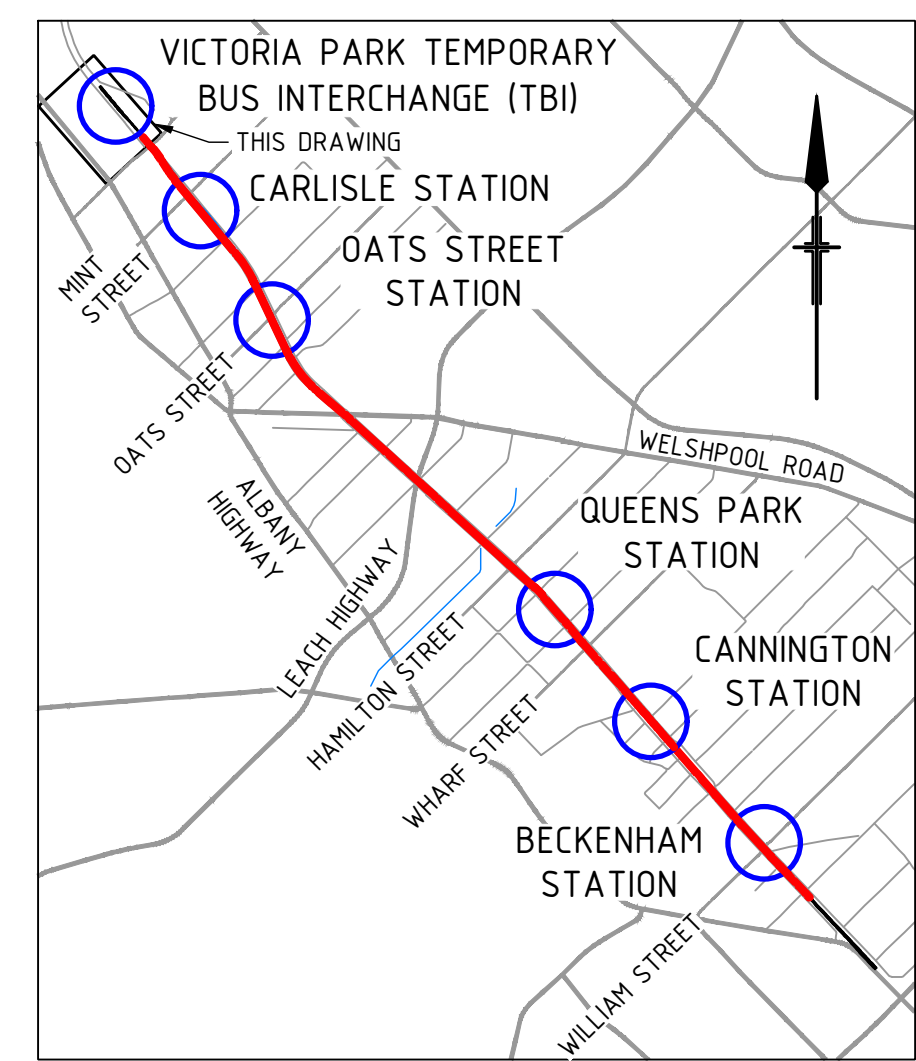 VICTORIA PARK TEMPORARY
BUS INTERCHANGE (TBI)
THIS DRAWING
CARLISLE STATION
OATS STREET
STATION
MINT
STREET
OATS STREET
ALBANY
HIGHWAY
WELSHPOOL ROAD
QUEENS PARK
STATION
LEACH HIGHWAY
HAMILTON STREET
CANNINGTON
STATION
WHARF STREET
BECKENHAM
STATION
WILLIAM STREET